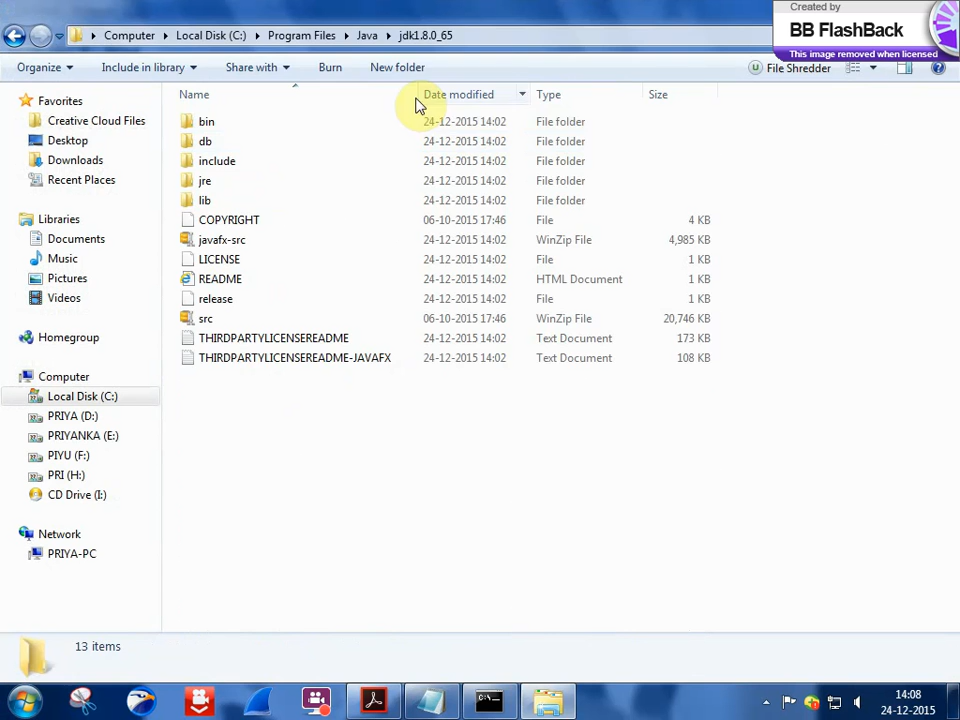 Created by
BB FlashBack
This image removed when licensed
Computer Local Disk (C:) Program Files Java jdk1.8.0_65
Organize Include in library Share with Burn New folder File Shredder
Name Date modified Type Size
Favorites
Creative Cloud Files
Desktop
Downloads
Recent Places
Libraries
Documents
Music
Pictures
Videos
Homegroup
Computer
Local Disk (C:)
PRIYA (D:)
PRIYANKA (E:)
PIYU (F:)
PRI (H:)
CD Drive (I:)
Network
PRIYA-PC
bin 24-12-2015 14:02 File folder
db 24-12-2015 14:02 File folder
include 24-12-2015 14:02 File folder
jre 24-12-2015 14:02 File folder
lib 24-12-2015 14:02 File folder
COPYRIGHT 06-10-2015 17:46 File 4 KB
javafx-src 24-12-2015 14:02 WinZip File 4,985 KB
LICENSE 24-12-2015 14:02 File 1 KB
README 24-12-2015 14:02 HTML Document 1 KB
release 24-12-2015 14:02 File 1 KB
src 06-10-2015 17:46 WinZip File 20,746 KB
THIRDPARTYLICENSEREADME 24-12-2015 14:02 Text Document 173 KB
THIRDPARTYLICENSEREADME-JAVAFX 24-12-2015 14:02 Text Document 108 KB
13 items
14:08
24-12-2015